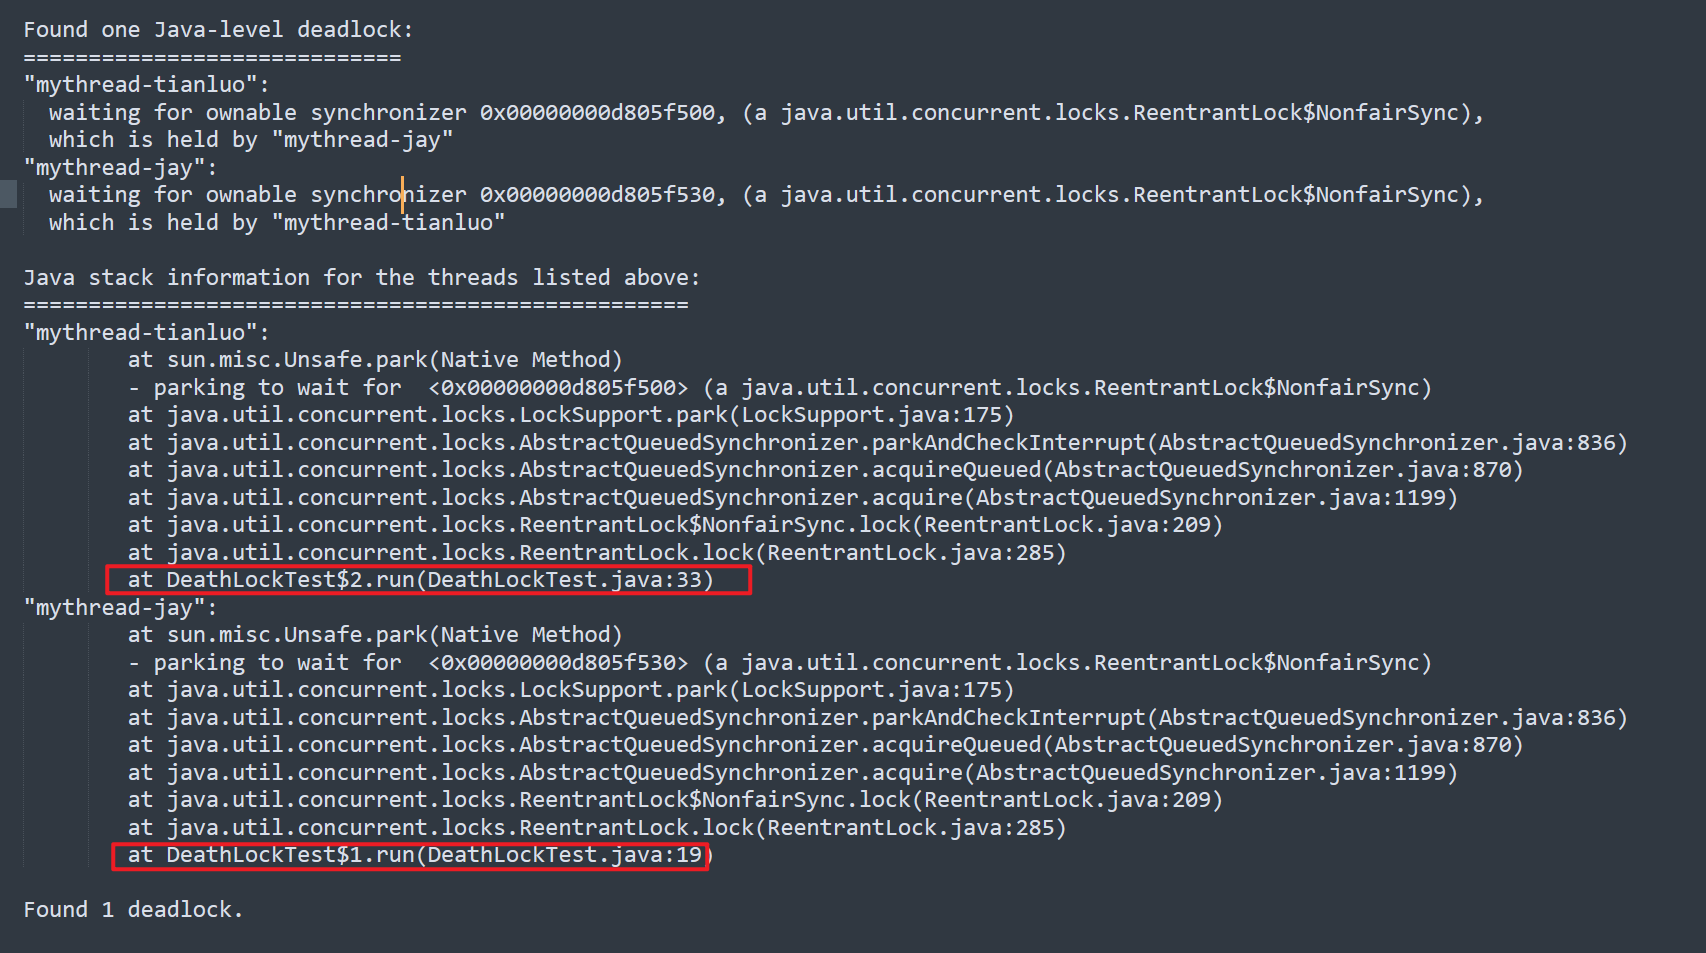 Found one Java-level deadlock:
=============================
"mythread-tianluo":
  waiting for ownable synchronizer 0x00000000d805f500, (a java.util.concurrent.locks.ReentrantLock$NonfairSync),
  which is held by "mythread-jay"
"mythread-jay":
  waiting for ownable synchronizer 0x00000000d805f530, (a java.util.concurrent.locks.ReentrantLock$NonfairSync),
  which is held by "mythread-tianluo"

Java stack information for the threads listed above:
===================================================
"mythread-tianluo":
        at sun.misc.Unsafe.park(Native Method)
        - parking to wait for  <0x00000000d805f500> (a java.util.concurrent.locks.ReentrantLock$NonfairSync)
        at java.util.concurrent.locks.LockSupport.park(LockSupport.java:175)
        at java.util.concurrent.locks.AbstractQueuedSynchronizer.parkAndCheckInterrupt(AbstractQueuedSynchronizer.java:836)
        at java.util.concurrent.locks.AbstractQueuedSynchronizer.acquireQueued(AbstractQueuedSynchronizer.java:870)
        at java.util.concurrent.locks.AbstractQueuedSynchronizer.acquire(AbstractQueuedSynchronizer.java:1199)
        at java.util.concurrent.locks.ReentrantLock$NonfairSync.lock(ReentrantLock.java:209)
        at java.util.concurrent.locks.ReentrantLock.lock(ReentrantLock.java:285)
        at DeathLockTest$2.run(DeathLockTest.java:33)
"mythread-jay":
        at sun.misc.Unsafe.park(Native Method)
        - parking to wait for  <0x00000000d805f530> (a java.util.concurrent.locks.ReentrantLock$NonfairSync)
        at java.util.concurrent.locks.LockSupport.park(LockSupport.java:175)
        at java.util.concurrent.locks.AbstractQueuedSynchronizer.parkAndCheckInterrupt(AbstractQueuedSynchronizer.java:836)
        at java.util.concurrent.locks.AbstractQueuedSynchronizer.acquireQueued(AbstractQueuedSynchronizer.java:870)
        at java.util.concurrent.locks.AbstractQueuedSynchronizer.acquire(AbstractQueuedSynchronizer.java:1199)
        at java.util.concurrent.locks.ReentrantLock$NonfairSync.lock(ReentrantLock.java:209)
        at java.util.concurrent.locks.ReentrantLock.lock(ReentrantLock.java:285)
        at DeathLockTest$1.run(DeathLockTest.java:19)

Found 1 deadlock.